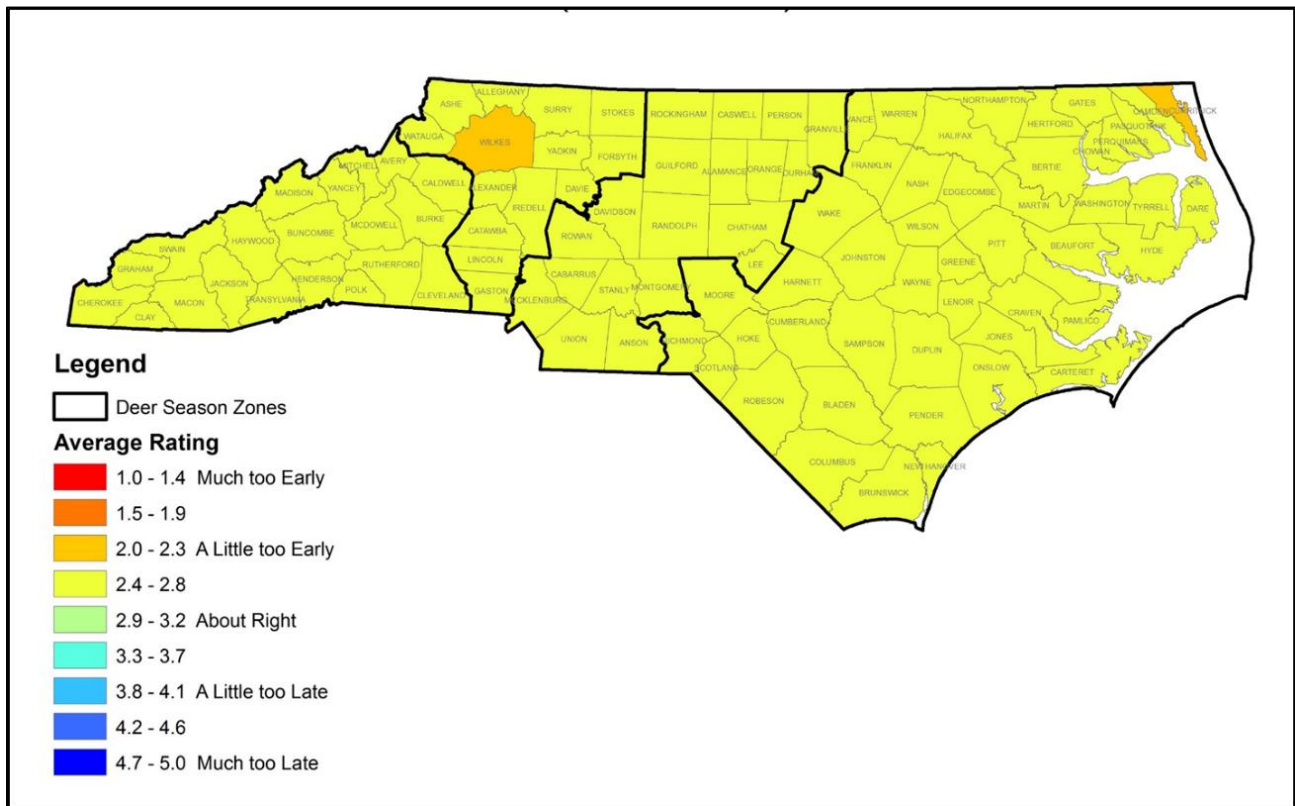 ALLEGHANY
ASHE
SURRY
STOKES
ROCKINGHAM
CASWELL
PERSON
GRANVILLE
VANCE
WARREN
NORTHAMPTON
GATES
HERTFORD
HALIFAX
PASQUOTANK
PERQUIMANS
CHOWAN
BERTIE
WATAUGA
WILKES
YADKIN
FORSYTH
GUILFORD
ALAMANCE
ORANGE
DURHAM
FRANKLIN
NASH
EDGECOMBE
MARTIN
WASHINGTON
TYRRELL
DARE
MITCHELL
AVERY
MADISON
YANCEY
CALDWELL
ALEXANDER
DAVIE
IREDELL
DAVIDSON
RANDOLPH
CHATHAM
WAKE
WILSON
PITT
BEAUFORT
HYDE
BUNCOMBE
MCDOWELL
BURKE
CATAWBA
ROWAN
HAYWOOD
SWAIN
GRAHAM
JACKSON
HENDERSON
RUTHERFORD
LINCOLN
CABARRUS
STANLY
MONTGOMERY
LEE
JOHNSTON
GREENE
WAYNE
HARNETT
LENOIR
CRAVEN
PAMLICO
CHEROKEE
MACON
CLAY
TRANSYLVANIA
POLK
CLEVELAND
GASTON
MECKLENBURG
MOORE
CUMBERLAND
UNION
ANSON
RICHMOND
HOKE
SCOTLAND
SAMPSON
DUPLIN
JONES
ONSLOW
CARTERET
ROBESON
BLADEN
PENDER
COLUMBUS
NEW HANOVER
BRUNSWICK
Legend
Deer Season Zones
Average Rating
1.0 - 1.4 Much too Early
1.5 - 1.9
2.0 - 2.3 A Little too Early
2.4 - 2.8
2.9 - 3.2 About Right
3.3 - 3.7
3.8 - 4.1 A Little too Late
4.2 - 4.6
4.7 - 5.0 Much too Late